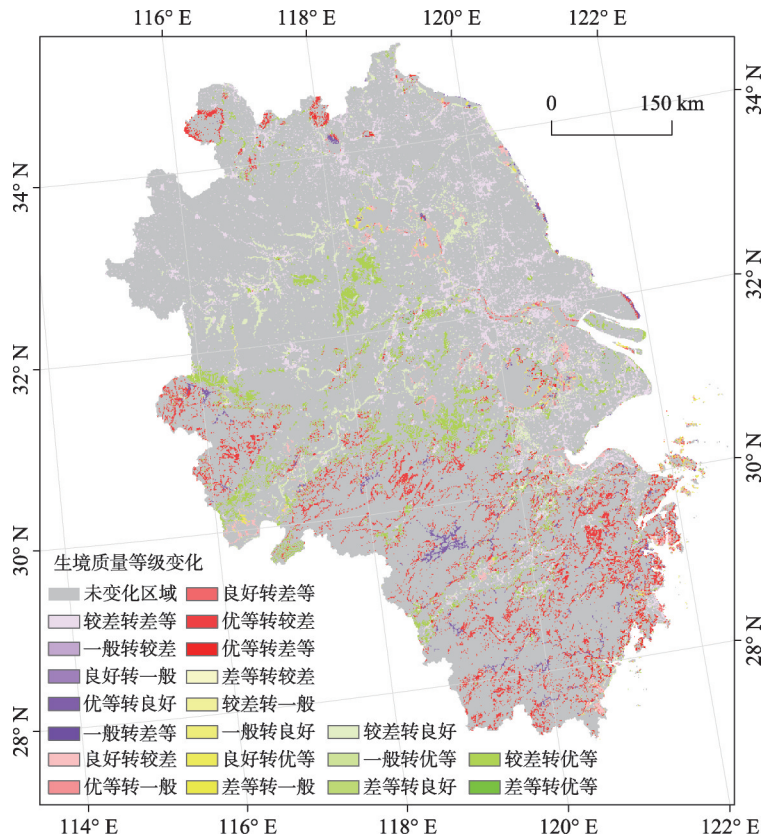 116° E 118° E 120° E 122° E
34° N
0 150 km
34° N
32° N
32° N
30° N
30° N
生境质量等级变化
未变化区域 良好转差等
较差转差等 优等转较差
28° N
一般转较差 优等转差等
良好转一般 差等转较差
优等转良好 较差转一般
28° N
一般转差等 一般转良好 较差转良好
良好转较差 良好转优等 一般转优等 较差转优等
优等转一般 差等转一般 差等转良好 差等转优等
114° E 116° E 118° E 120° E 122° E